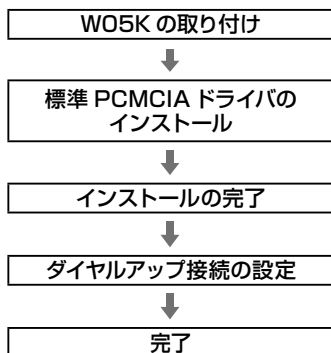 W05K の取り付け
標準 PCMCIA ドライバの
インストール
インストールの完了
ダイヤルアップ接続の設定
完了